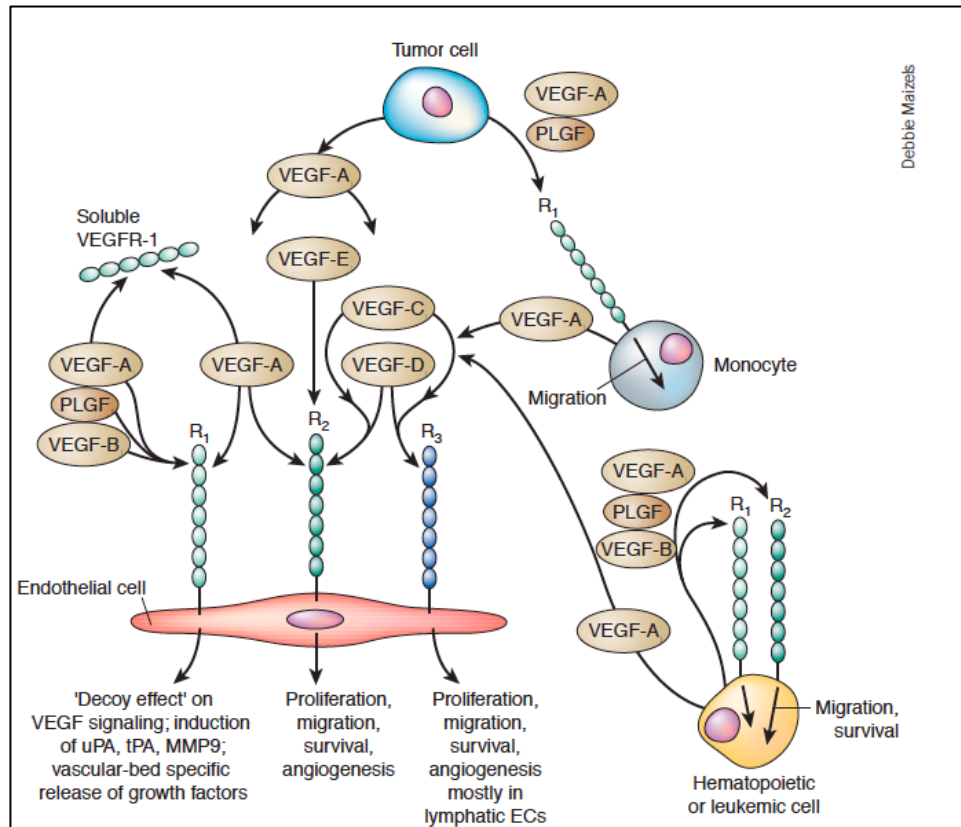 Tumor cell
VEGF-A
PLGF
Debbie Maizels
VEGF-A
R1
Soluble
VEGFR-1
VEGF-E
VEGF-C
VEGF-A
Monocyte
Migration
VEGF-A
PLGF
VEGF-B
VEGF-A
VEGF-D
R1
R2
R3
VEGF-A
PLGF
VEGF-B
R1
R2
Endothelial cell
VEGF-A
'Decoy effect' on
VEGF signaling; induction
of uPA, tPA, MMP9;
vascular-bed specific
release of growth factors
Proliferation,
migration,
survival,
angiogenesis
Proliferation,
migration,
survival,
angiogenesis
mostly in
lymphatic ECs
Migration,
survival
Hematopoietic
or leukemic cell